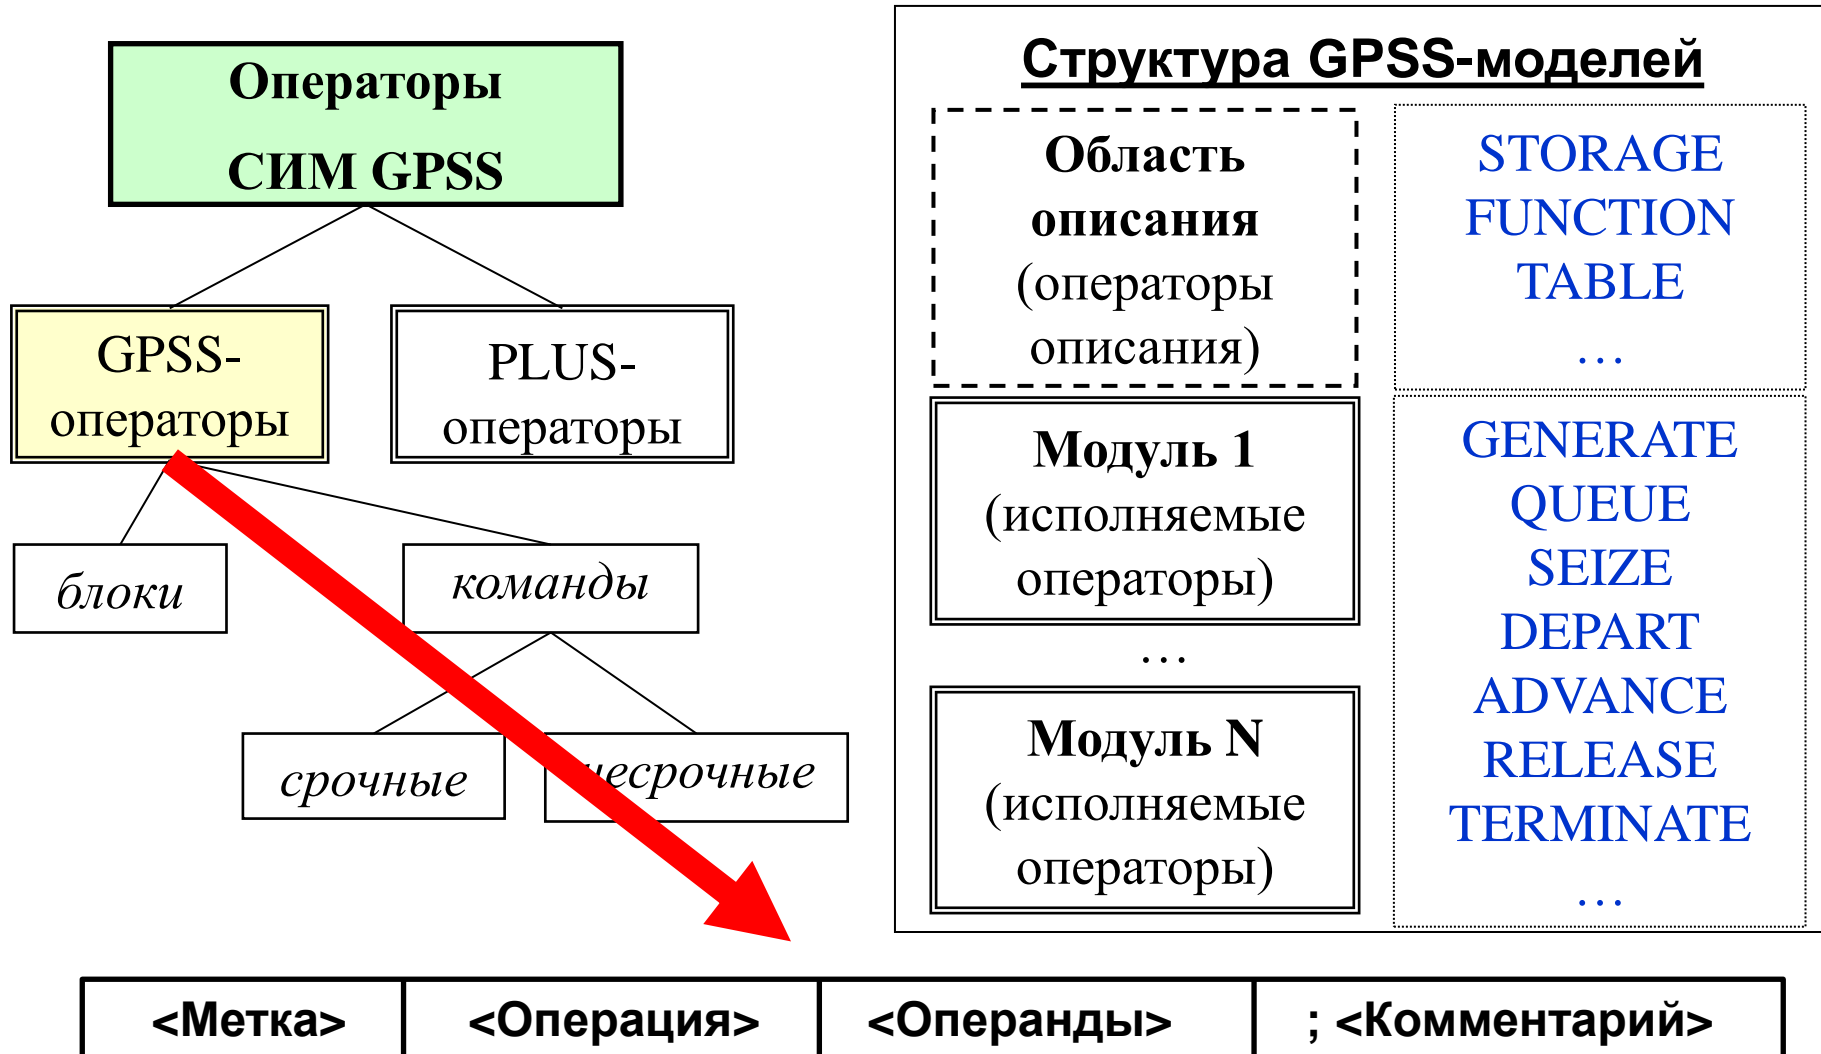 Операторы
СИМ GPSS
GPSS-
операторы
PLUS-
операторы
блоки
команды
срочные
несрочные
Структура GPSS-моделей
Область
описания
(операторы
описания)
STORAGE
FUNCTION
TABLE
…
Модуль 1
(исполняемые
операторы)
…
Модуль N
(исполняемые
операторы)
GENERATE
QUEUE
SEIZE
DEPART
ADVANCE
RELEASE
TERMINATE
…
<Метка> <Операция> <Операнды> ; <Комментарий>